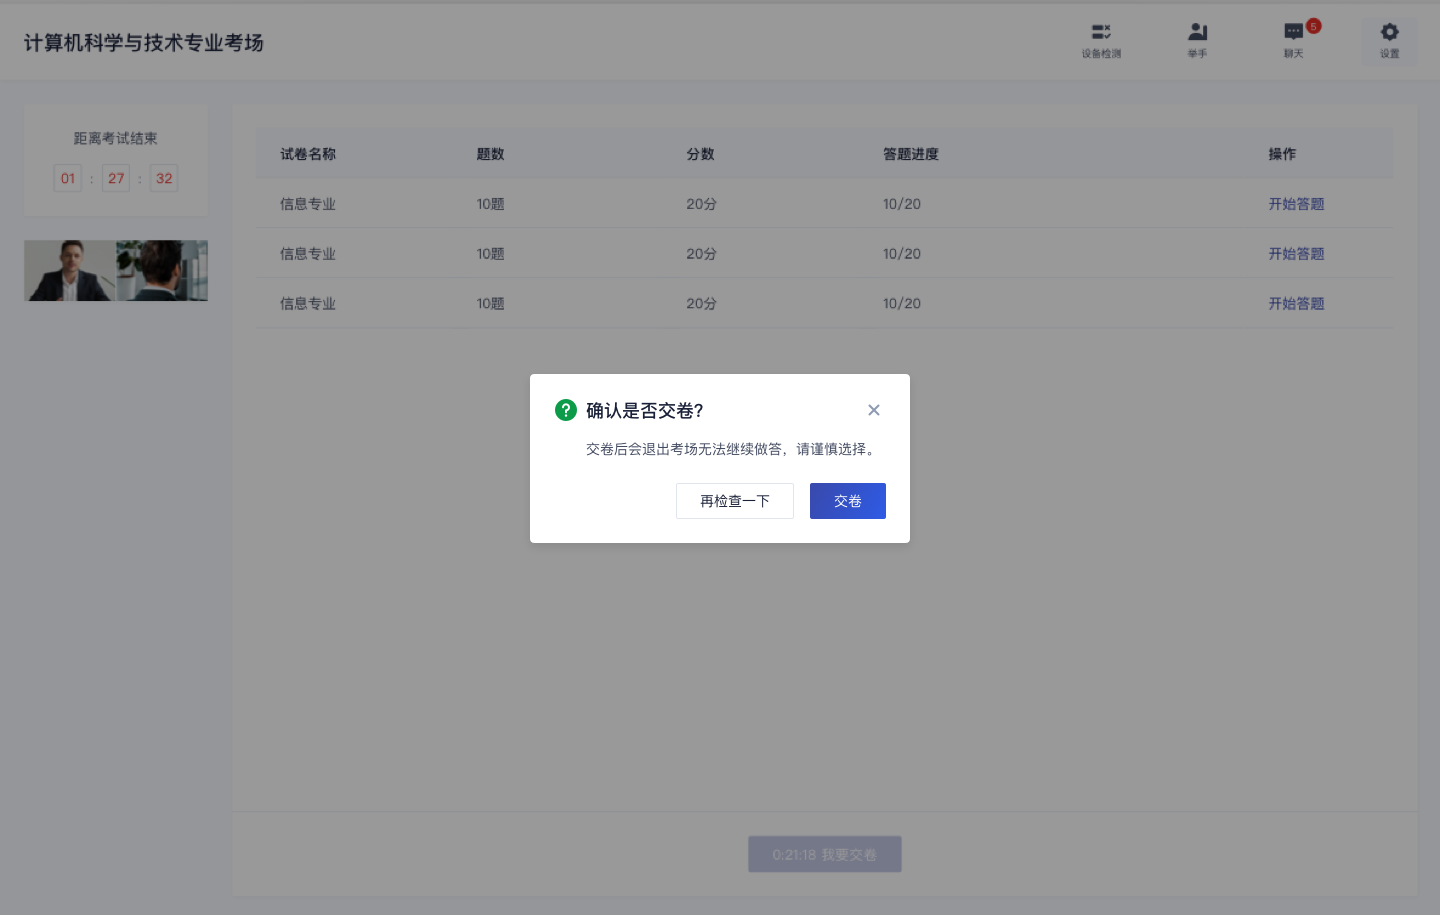 计算机科学与技术专业考场
设备检测 举手 聊天 5 设置
距离考试结束
01 : 27 : 32
试卷名称 题数 分数 答题进度 操作
信息专业 10题 20分 10/20 开始答题
信息专业 10题 20分 10/20 开始答题
信息专业 10题 20分 10/20 开始答题
确认是否交卷?
交卷后会退出考场无法继续做答，请谨慎选择。
再检查一下 交卷
0:21:18 我要交卷